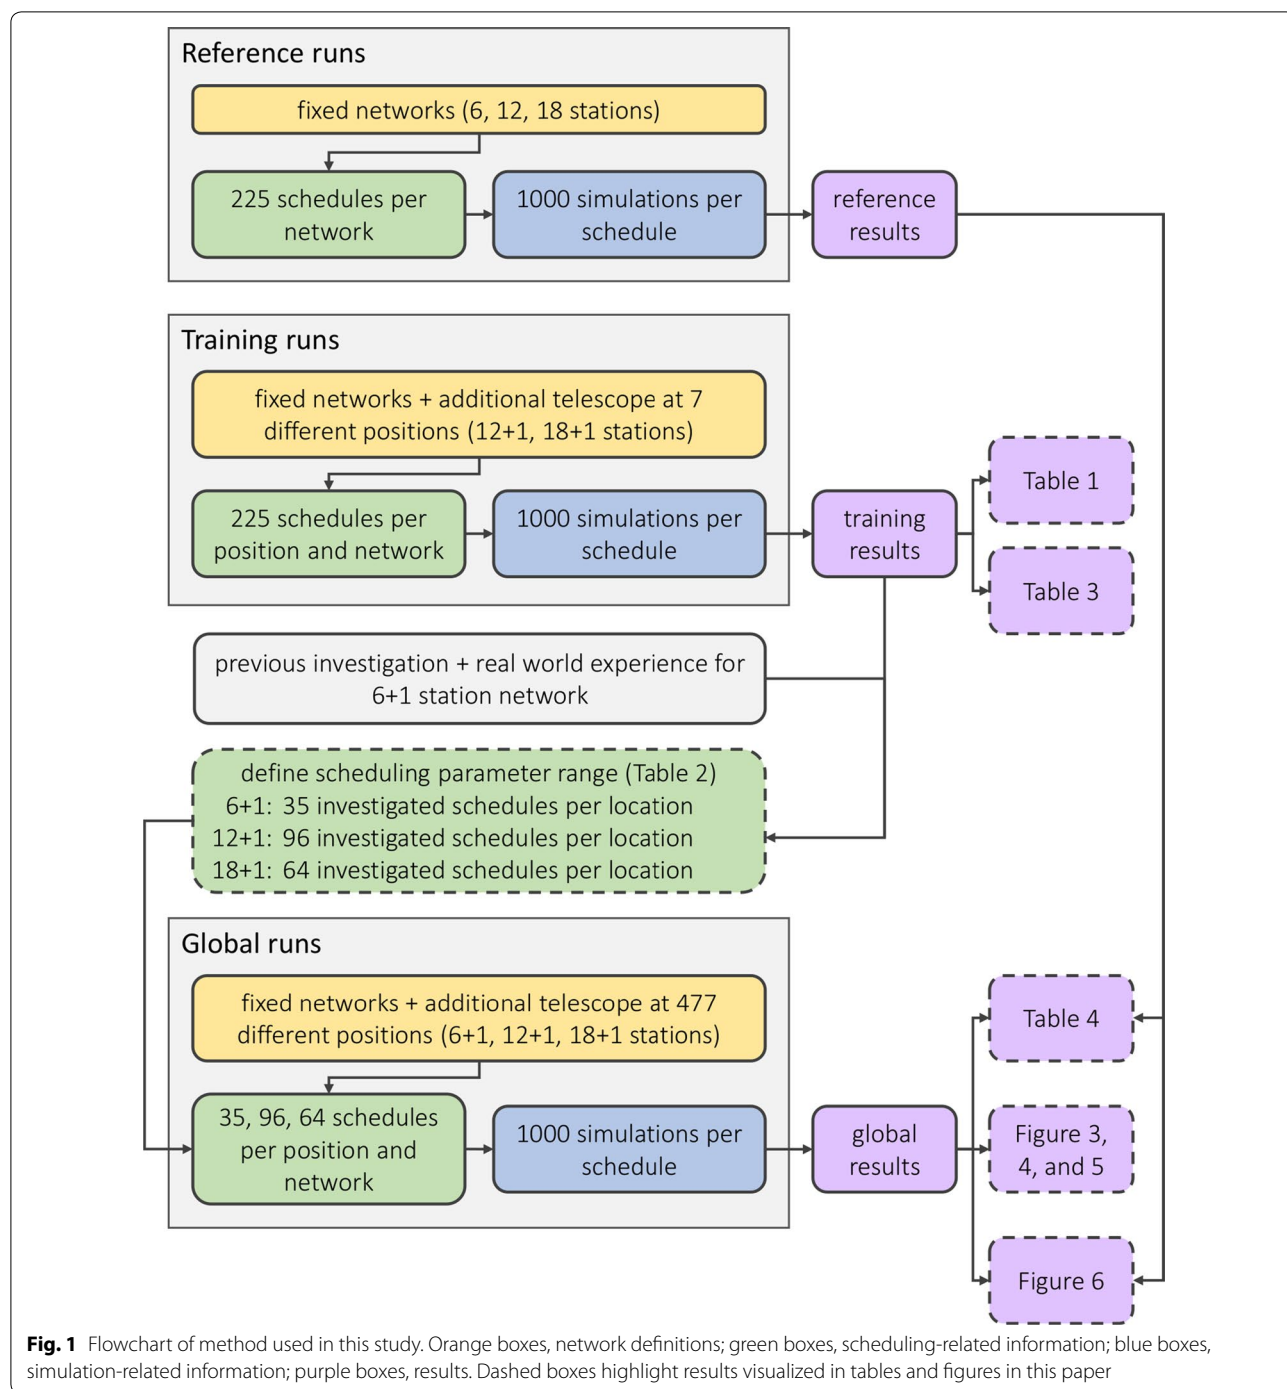 Reference runs
fixed networks (6, 12, 18 stations)
225 schedules per
network
1000 simulations per
schedule
reference
results
Training runs
fixed networks + additional telescope at 7
different positions (12+1, 18+1 stations)
225 schedules per
position and network
1000 simulations per
schedule
training
results
Table 1
Table 3
previous investigation + real world experience for
6+1 station network
define scheduling parameter range (Table 2)
6+1: 35 investigated schedules per location
12+1: 96 investigated schedules per location
18+1: 64 investigated schedules per location
Global runs
fixed networks + additional telescope at 477
different positions (6+1, 12+1, 18+1 stations)
35, 96, 64 schedules
per position and
network
1000 simulations per
schedule
global
results
Table 4
Figure 3,
4, and 5
Figure 6
Fig. 1 Flowchart of method used in this study. Orange boxes, network definitions; green boxes, scheduling-related information; blue boxes,
simulation-related information; purple boxes, results. Dashed boxes highlight results visualized in tables and figures in this paper